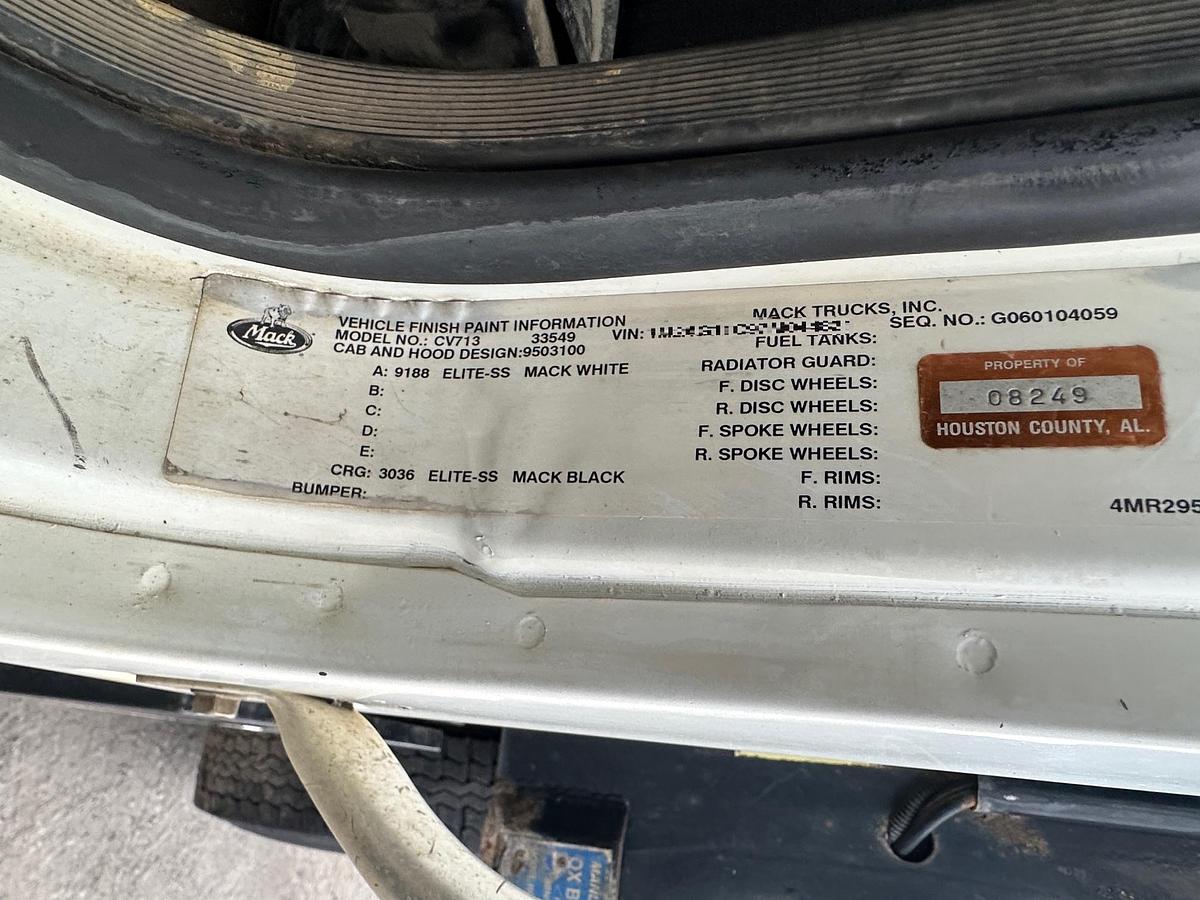 Mack
VEHICLE FINISH PAINT INFORMATION
MACK TRUCKS, INC.
MODEL NO.: CV713 33549 VIN:
SEQ. NO.: G060104059
CAB AND HOOD DESIGN:9503100
A: 9188 ELITE-SS MACK WHITE
B:
C:
D:
E:
CRG: 3036 ELITE-SS MACK BLACK
BUMPER:
FUEL TANKS:
RADIATOR GUARD:
F. DISC WHEELS:
R. DISC WHEELS:
F. SPOKE WHEELS:
R. SPOKE WHEELS:
F. RIMS:
R. RIMS:
PROPERTY OF
08249
HOUSTON COUNTY, AL.
4MR295